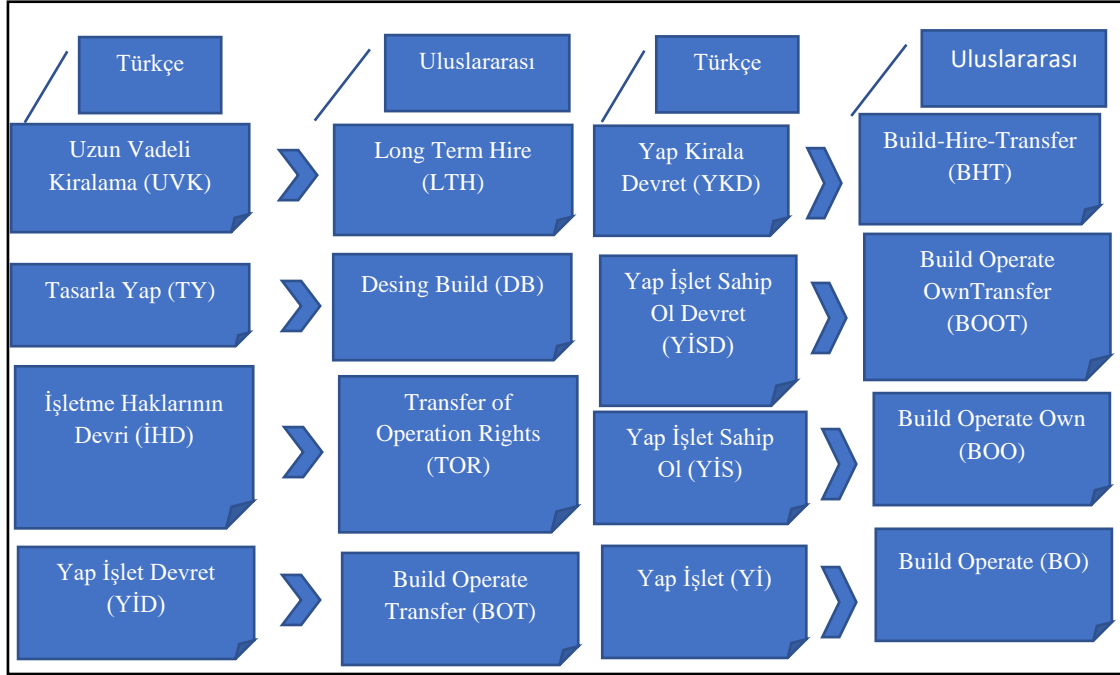 Türkçe
Uluslararası
Türkçe
Uluslararası
Uzun Vadeli
Kiralama (UVK)
Long Term Hire
(LTH)
Yap Kirala
Devret (YKD)
Build-Hire-Transfer
(BHT)
Tasarla Yap (TY)
Desing Build (DB)
Yap İşlet Sahip
Ol Devret
(YİSD)
Build Operate
OwnTransfer
(BOOT)
İşletme Haklarının
Devri (İHD)
Transfer of
Operation Rights
(TOR)
Yap İşlet Sahip
Ol (YİS)
Build Operate Own
(BOO)
Yap İşlet Devret
(YİD)
Build Operate
Transfer (BOT)
Yap İşlet (Yİ)
Build Operate (BO)